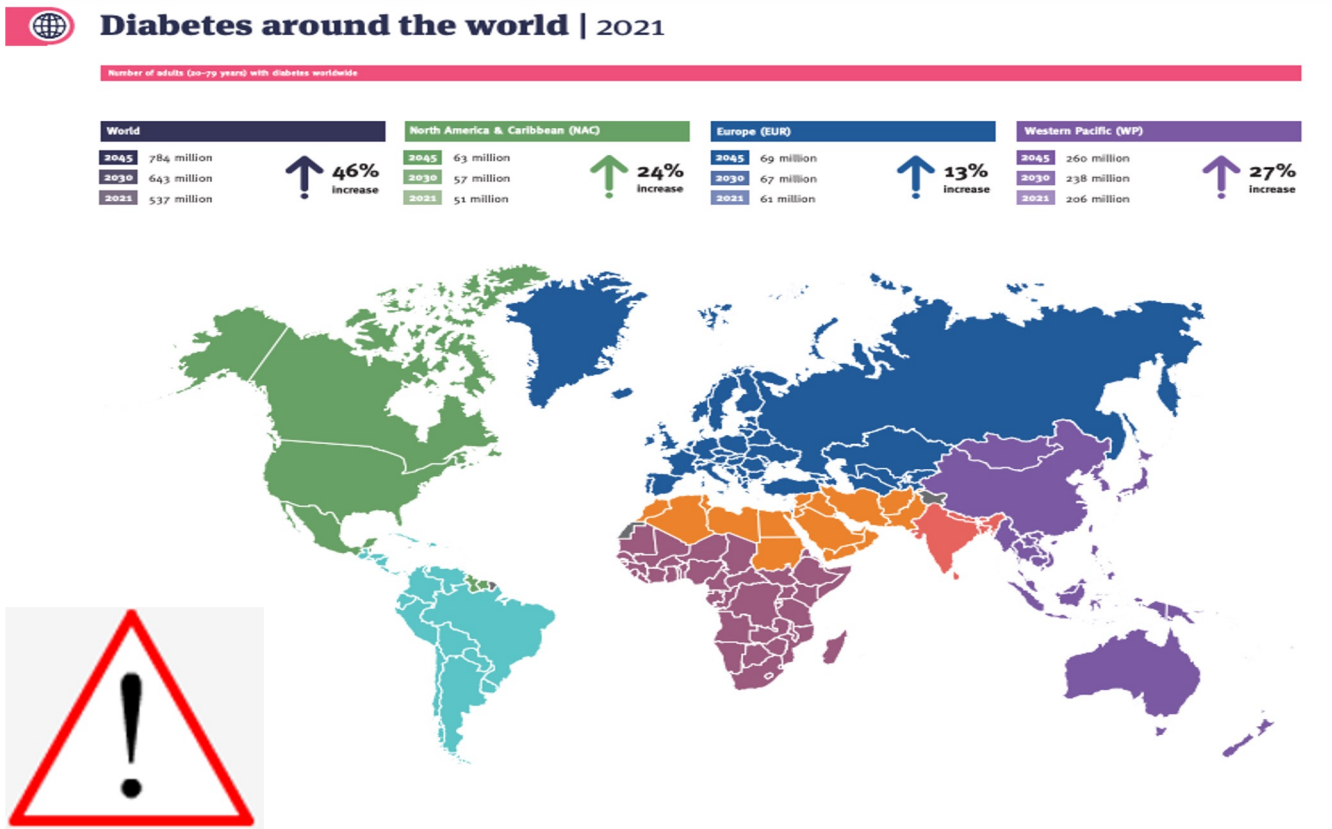 Diabetes around the world | 2021
Number of adults (20–79 years) with diabetes worldwide
World
2045 784 million
2030 643 million
2021 537 million
46%
increase
North America & Caribbean (NAC)
2045 63 million
2030 57 million
2021 51 million
24%
increase
Europe (EUR)
2045 69 million
2030 67 million
2021 61 million
13%
increase
Western Pacific (WP)
2045 260 million
2030 238 million
2021 206 million
27%
increase
!